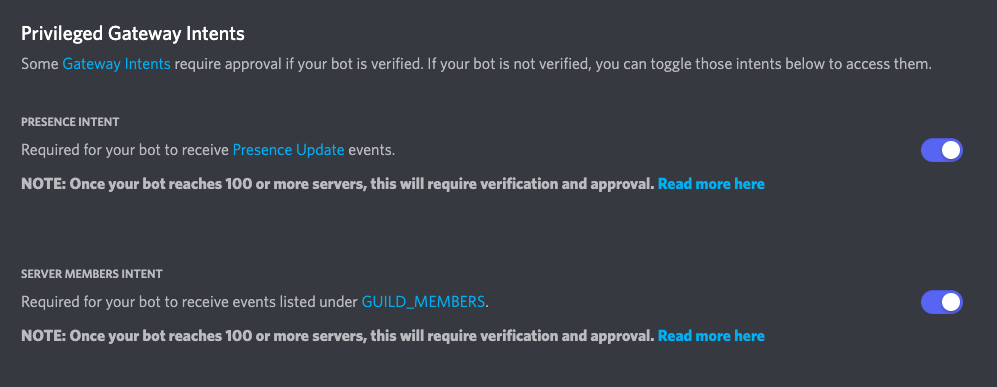 Privileged Gateway Intents
Some Gateway Intents require approval if your bot is verified. If your bot is not verified, you can toggle those intents below to access them.
PRESENCE INTENT
Required for your bot to receive Presence Update events.
NOTE: Once your bot reaches 100 or more servers, this will require verification and approval. Read more here
SERVER MEMBERS INTENT
Required for your bot to receive events listed under GUILD_MEMBERS.
NOTE: Once your bot reaches 100 or more servers, this will require verification and approval. Read more here